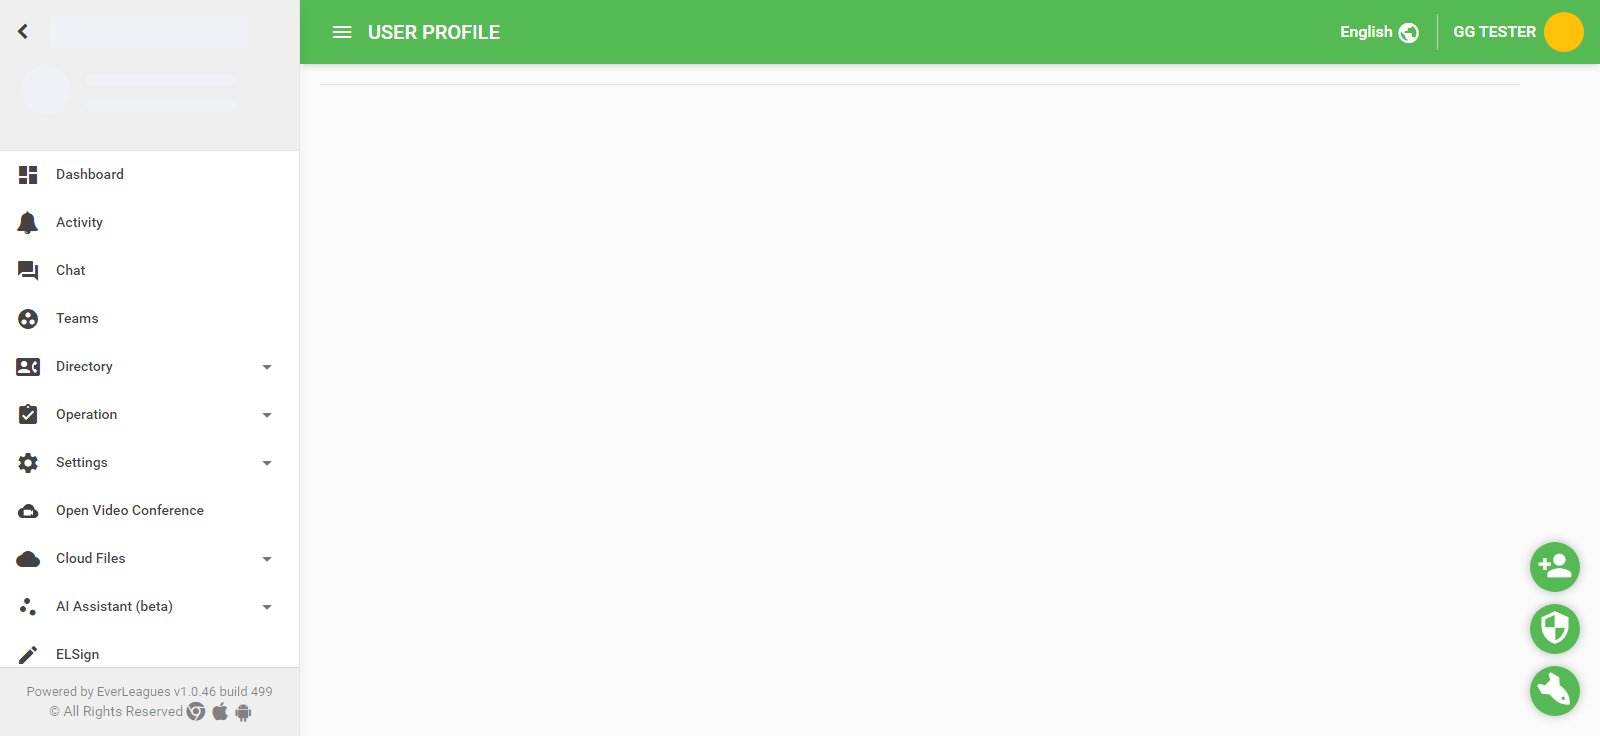 USER PROFILE
English
GG TESTER
Dashboard
Activity
Chat
Teams
Directory
Operation
Settings
Open Video Conference
Cloud Files
AI Assistant (beta)
ELSign
Powered by EverLeagues v1.0.46 build 499
© All Rights Reserved